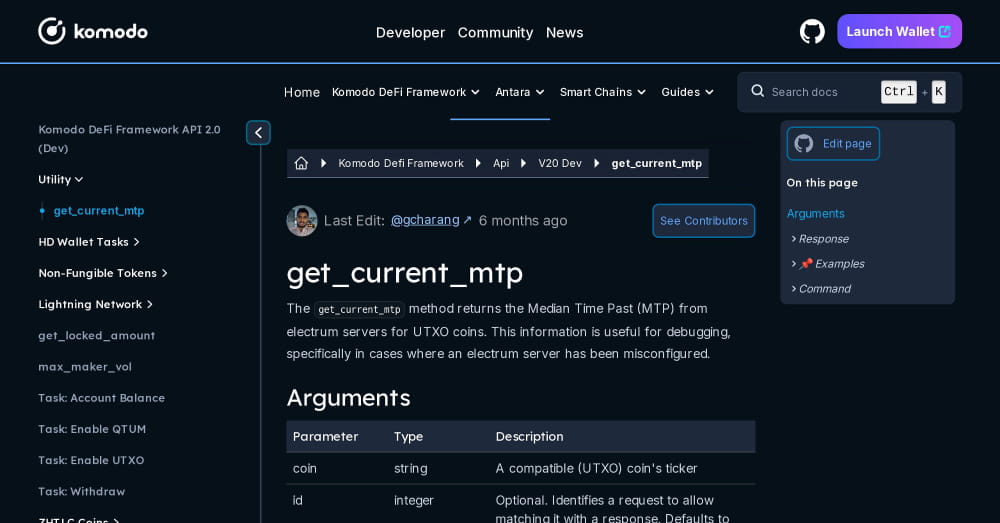 komodo
Developer Community News
Launch Wallet
Home Komodo DeFi Framework Antara Smart Chains Guides
Search docs Ctrl + K
Komodo DeFi Framework API 2.0
(Dev)
Utility
get_current_mtp
HD Wallet Tasks
Non-Fungible Tokens
Lightning Network
get_locked_amount
max_maker_vol
Task: Account Balance
Task: Enable QTUM
Task: Enable UTXO
Task: Withdraw
ZHTLC Coins
Komodo Defi Framework Api V20 Dev get_current_mtp
Last Edit: @gcharang ↗ 6 months ago
See Contributors
get_current_mtp
The get_current_mtp method returns the Median Time Past (MTP) from
electrum servers for UTXO coins. This information is useful for debugging,
specifically in cases where an electrum server has been misconfigured.
Arguments
Parameter Type Description
coin string A compatible (UTXO) coin's ticker
id integer Optional. Identifies a request to allow
matching it with a response. Defaults to
Edit page
On this page
Arguments
Response
📌 Examples
Command